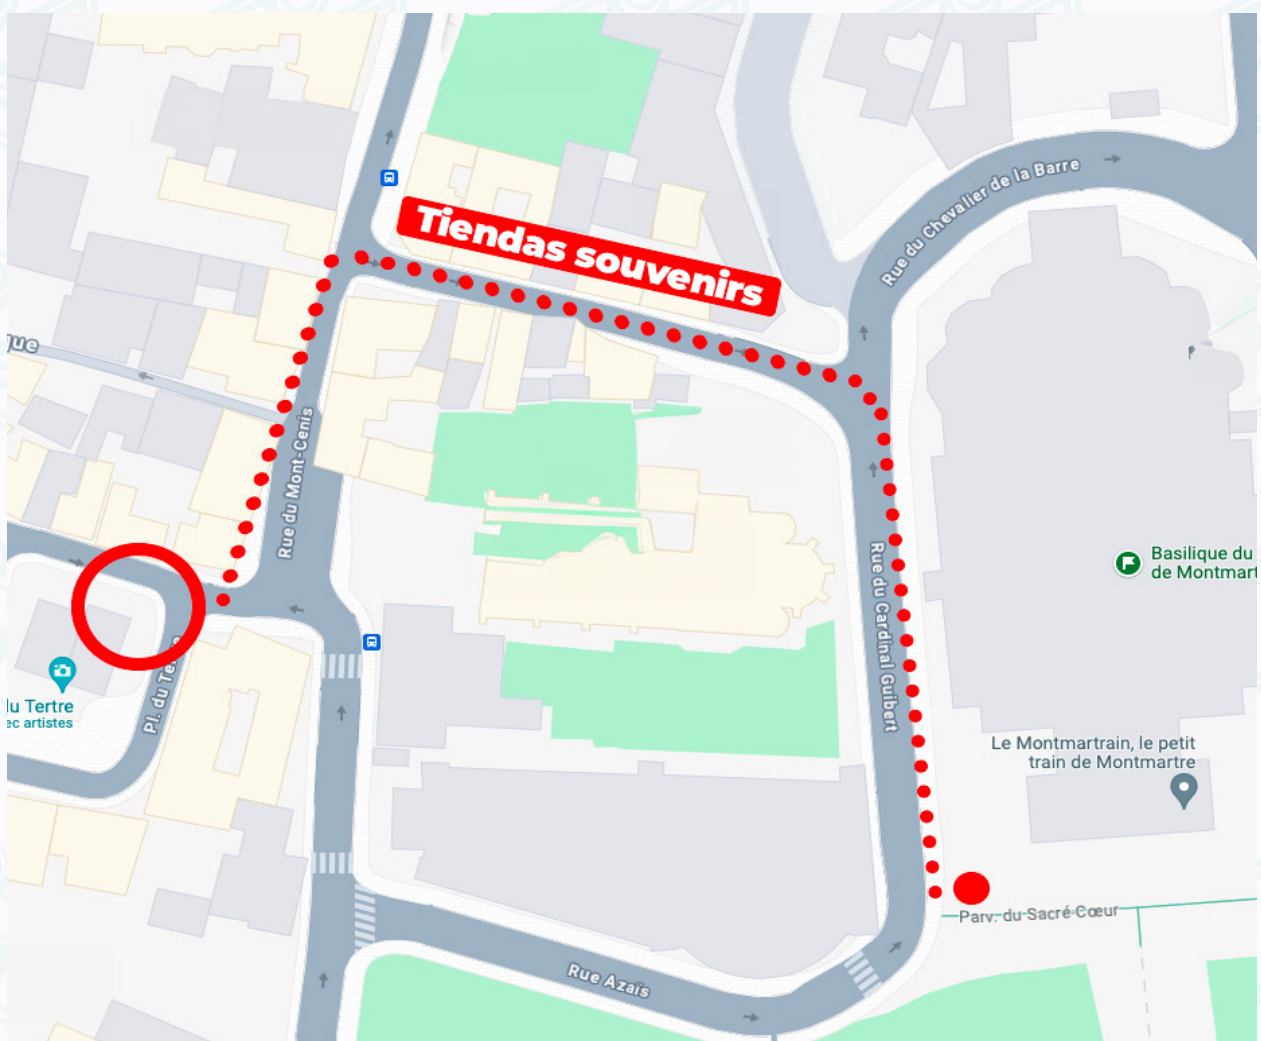 Tiendas souvenirs
Rue du Chevalier de la Barre
que
Rue du Mont-Cenis
Rue du Cardinal Guibert
Basilique du
de Montmart
Pl. du Tertre
du Tertre
ec artistes
Le Montmartrain, le petit
train de Montmartre
Parv. du Sacré-Cœur
Rue Azaïs